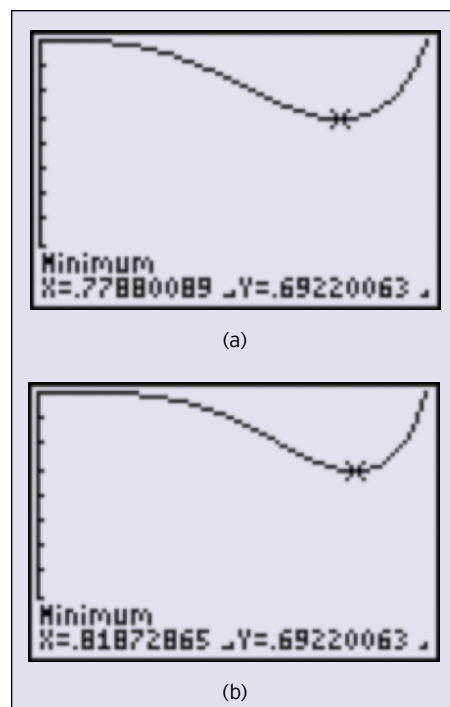 Minimum
X=.77880089 Y=.69220063
(a)
Minimum
X=.81872865 Y=.69220063
(b)